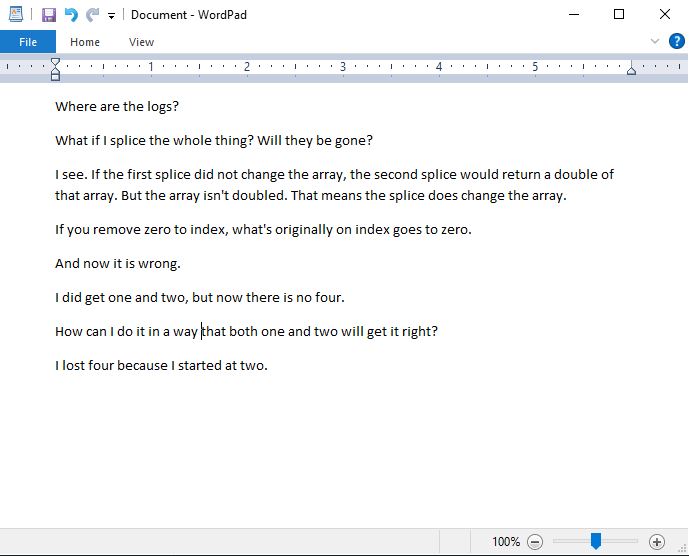 Document - WordPad
File Home View
1 2 3 4 5
Where are the logs?
What if I splice the whole thing? Will they be gone?
I see. If the first splice did not change the array, the second splice would return a double of
that array. But the array isn't doubled. That means the splice does change the array.
If you remove zero to index, what's originally on index goes to zero.
And now it is wrong.
I did get one and two, but now there is no four.
How can I do it in a way that both one and two will get it right?
I lost four because I started at two.
100%